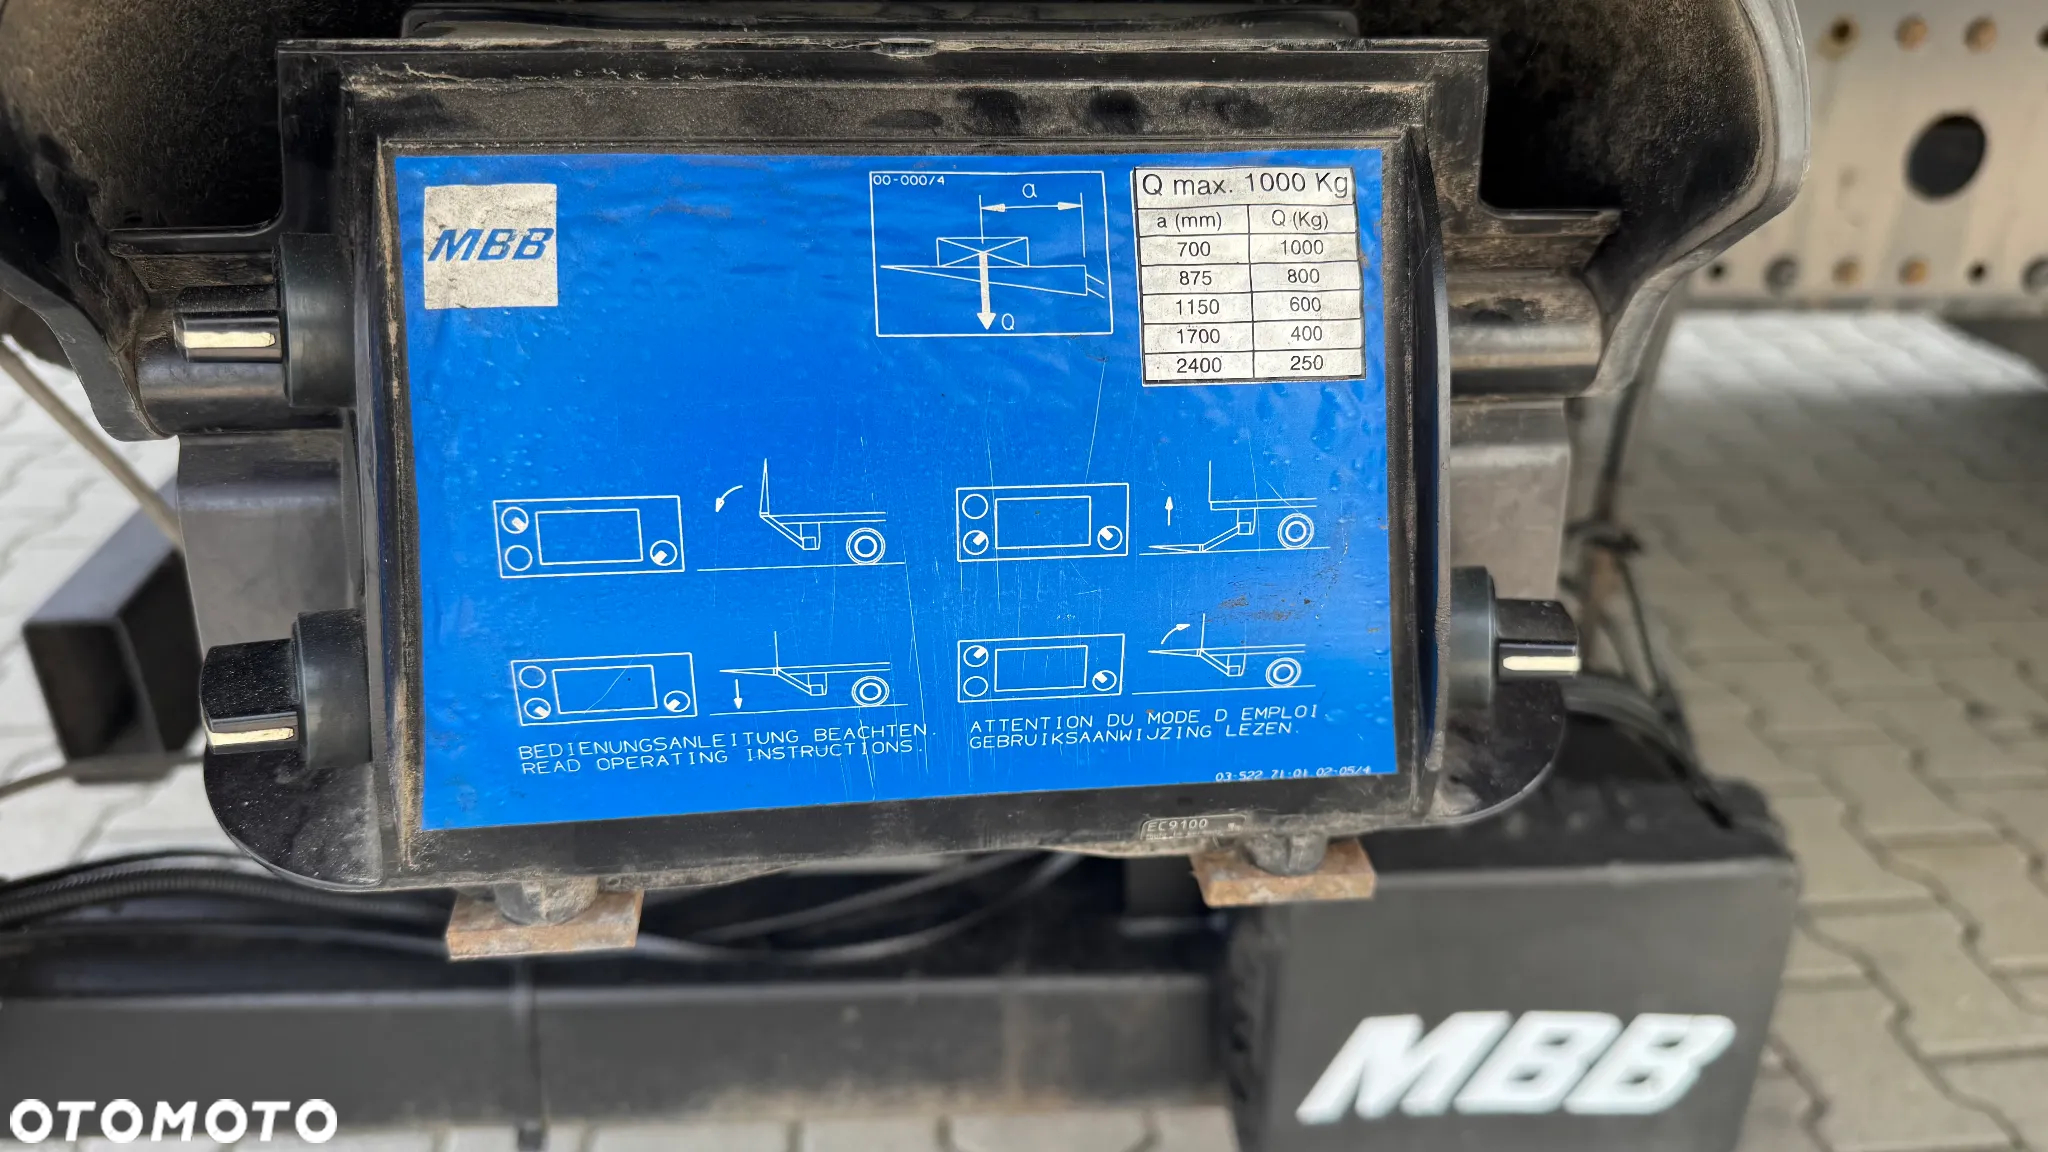 MBB
00-000/4
a
Q
Q max. 1000 Kg
a (mm) Q (Kg)
700 1000
875 800
1150 600
1700 400
2400 250
BEDIENUNGSANLEITUNG BEACHTEN.
READ OPERATING INSTRUCTIONS.
ATTENTION DU MODE D EMPLOI.
GEBRUIKSAANWIJZING LEZEN.
03-522.71.01.02-05/4
EC9100
MBB
OTOMOTO